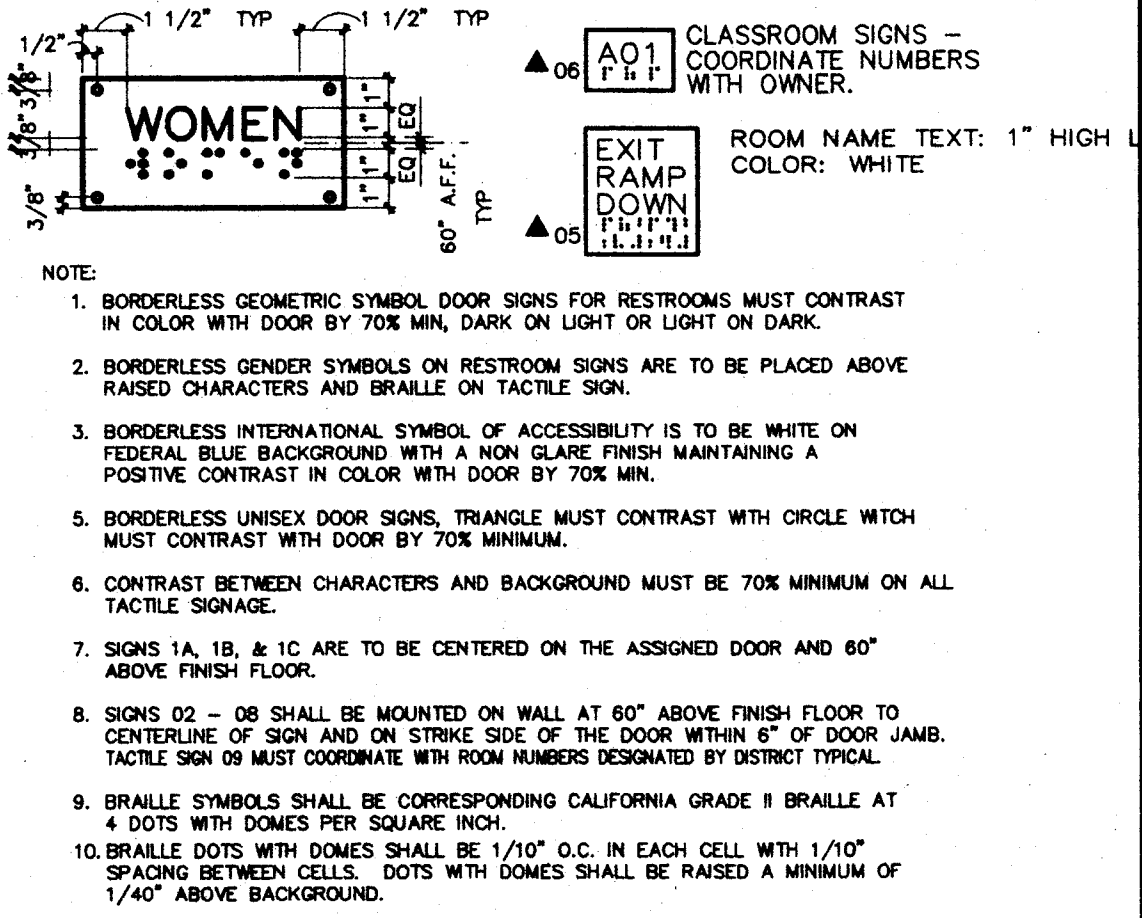 1 1/2" TYP
1 1/2" TYP
1/2"
3/8"
3/8"
3/8"
WOMEN
1"
1"
1"
1"
EQ
EQ
60" A.F.F.
TYP
06
A01
CLASSROOM SIGNS –
COORDINATE NUMBERS
WITH OWNER.
05
EXIT
RAMP
DOWN
ROOM NAME TEXT: 1" HIGH L
COLOR: WHITE
NOTE:
1. BORDERLESS GEOMETRIC SYMBOL DOOR SIGNS FOR RESTROOMS MUST CONTRAST
IN COLOR WITH DOOR BY 70% MIN, DARK ON LIGHT OR LIGHT ON DARK.
2. BORDERLESS GENDER SYMBOLS ON RESTROOM SIGNS ARE TO BE PLACED ABOVE
RAISED CHARACTERS AND BRAILLE ON TACTILE SIGN.
3. BORDERLESS INTERNATIONAL SYMBOL OF ACCESSIBILITY IS TO BE WHITE ON
FEDERAL BLUE BACKGROUND WITH A NON GLARE FINISH MAINTAINING A
POSITIVE CONTRAST IN COLOR WITH DOOR BY 70% MIN.
5. BORDERLESS UNISEX DOOR SIGNS, TRIANGLE MUST CONTRAST WITH CIRCLE WITCH
MUST CONTRAST WITH DOOR BY 70% MINIMUM.
6. CONTRAST BETWEEN CHARACTERS AND BACKGROUND MUST BE 70% MINIMUM ON ALL
TACTILE SIGNAGE.
7. SIGNS 1A, 1B, & 1C ARE TO BE CENTERED ON THE ASSIGNED DOOR AND 60"
ABOVE FINISH FLOOR.
8. SIGNS 02 – 08 SHALL BE MOUNTED ON WALL AT 60" ABOVE FINISH FLOOR TO
CENTERLINE OF SIGN AND ON STRIKE SIDE OF THE DOOR WITHIN 6" OF DOOR JAMB.
TACTILE SIGN 09 MUST COORDINATE WITH ROOM NUMBERS DESIGNATED BY DISTRICT TYPICAL
9. BRAILLE SYMBOLS SHALL BE CORRESPONDING CALIFORNIA GRADE II BRAILLE AT
4 DOTS WITH DOMES PER SQUARE INCH.
10. BRAILLE DOTS WITH DOMES SHALL BE 1/10" O.C. IN EACH CELL WITH 1/10"
SPACING BETWEEN CELLS. DOTS WITH DOMES SHALL BE RAISED A MINIMUM OF
1/40" ABOVE BACKGROUND.